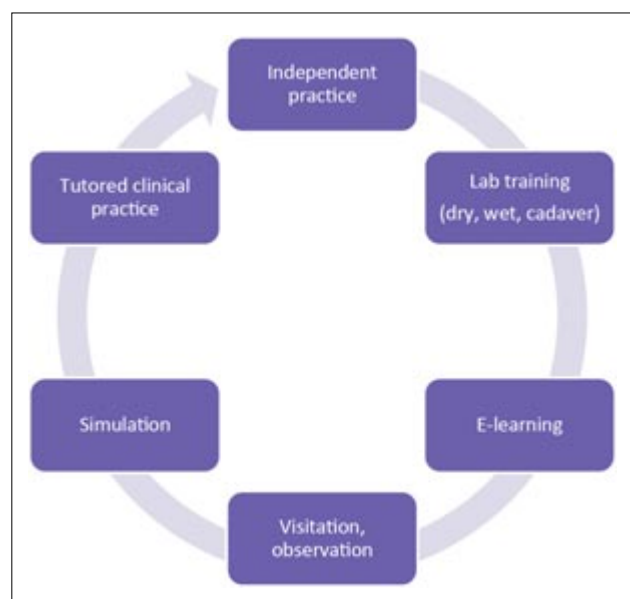 Independent
practice
Lab training
(dry, wet, cadaver)
E-learning
Visitation,
observation
Simulation
Tutored clinical
practice